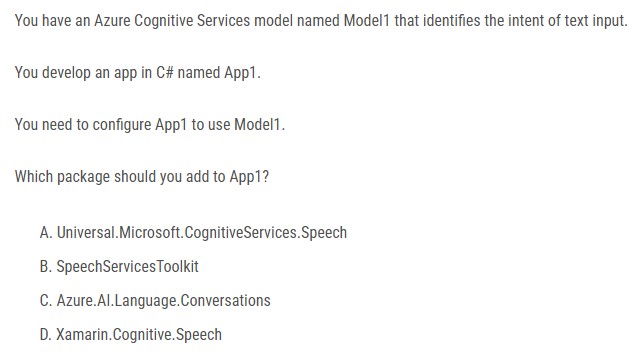 You have an Azure Cognitive Services model named Model1 that identifies the intent of text input.
You develop an app in C# named App1.
You need to configure App1 to use Model1.
Which package should you add to App1?
A. Universal.Microsoft.CognitiveServices.Speech
B. SpeechServicesToolkit
C. Azure.AI.Language.Conversations
D. Xamarin.Cognitive.Speech